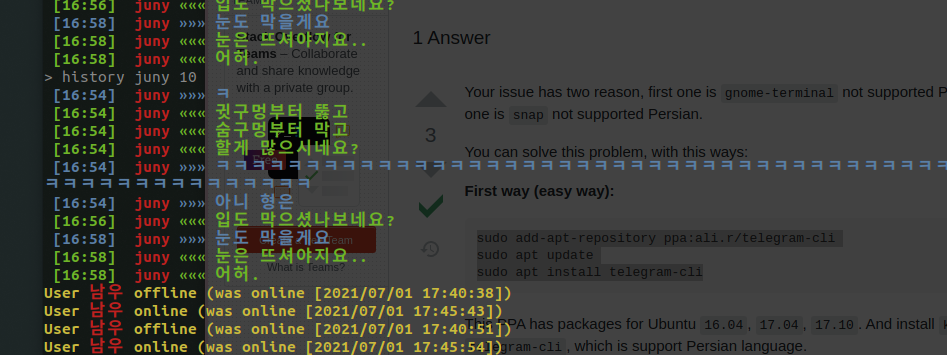 [16:56] juny ««« 입도 막으셨나보네요?
[16:58] juny »»» 눈도 막을게요
[16:58] juny ««« 눈은 뜨셔야지요..
[16:58] juny ««« 어허.
> history juny 10
[16:54] juny »»» ㅋ
[16:54] juny ««« 귓구멍부터 뚫고
[16:54] juny ««« 숨구멍부터 막고
[16:54] juny ««« 할게 많으시네요?
[16:54] juny »»» ㅋㅋㅋㅋㅋㅋㅋㅋㅋㅋㅋㅋㅋㅋㅋㅋㅋㅋㅋㅋㅋㅋㅋㅋㅋㅋㅋㅋㅋㅋㅋㅋㅋㅋㅋㅋㅋㅋㅋㅋㅋ
ㅋㅋㅋㅋㅋㅋㅋㅋㅋㅋㅋㅋㅋㅋㅋ
[16:54] juny »»» 아니 형은
[16:56] juny ««« 입도 막으셨나보네요?
[16:58] juny »»» 눈도 막을게요
[16:58] juny ««« 눈은 뜨셔야지요..
[16:58] juny ««« 어허.
User 남우 offline (was online [2021/07/01 17:40:38])
User 남우 online (was online [2021/07/01 17:45:43])
User 남우 offline (was online [2021/07/01 17:40:51])
User 남우 online (was online [2021/07/01 17:45:54])
Teams – Collaborate
and share knowledge
with a private group.
What is Teams?
1 Answer
3
Your issue has two reason, first one is gnome-terminal not supported
one is snap not supported Persian.
You can solve this problem, with this ways:
First way (easy way):
sudo add-apt-repository ppa:ali.r/telegram-cli
sudo apt update
sudo apt install telegram-cli
PPA has packages for Ubuntu 16.04, 17.04, 17.10. And install
telegram-cli, which is support Persian language.